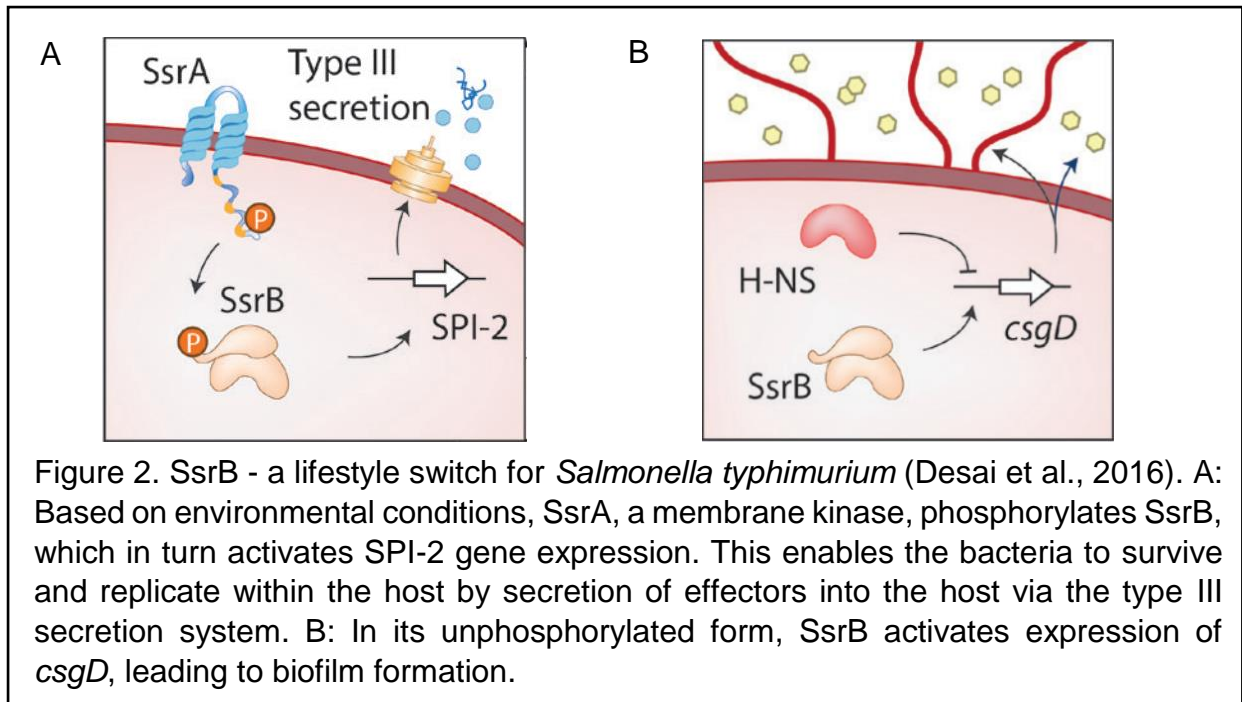 A
SsrA
Type III
secretion
P
SsrB
P
SPI-2
B
H-NS
csgD
SsrB
Figure 2. SsrB - a lifestyle switch for Salmonella typhimurium (Desai et al., 2016). A:
Based on environmental conditions, SsrA, a membrane kinase, phosphorylates SsrB,
which in turn activates SPI-2 gene expression. This enables the bacteria to survive
and replicate within the host by secretion of effectors into the host via the type III
secretion system. B: In its unphosphorylated form, SsrB activates expression of
csgD, leading to biofilm formation.